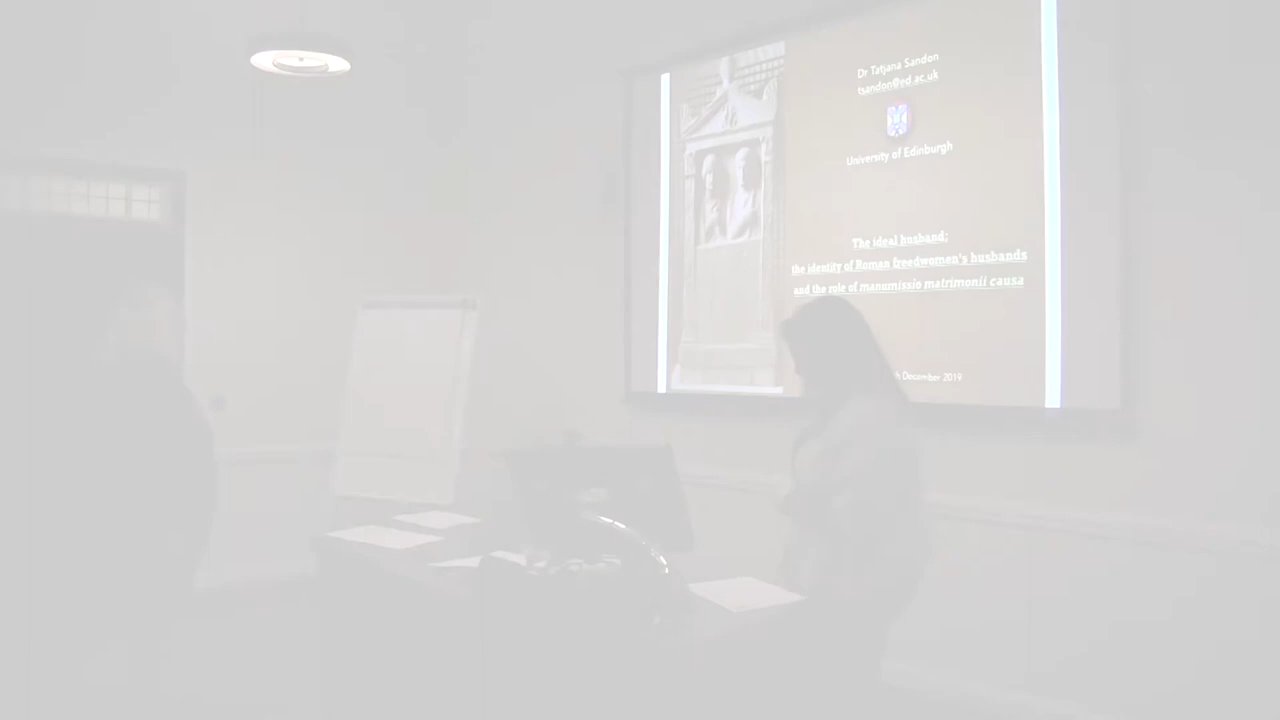 Dr Tatjana Sandon
tsandon@ed.ac.uk
University of Edinburgh
The ideal husband:
the identity of Roman freedwomen's husbands
and the role of manumissio matrimonii causa
December 2019